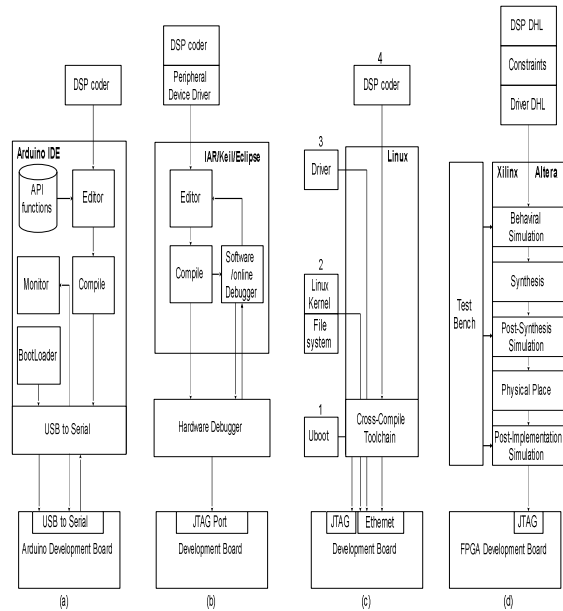 DSP coder
Arduino IDE
API
functions
Editor
Monitor
Compile
BootLoader
USB to Serial
USB to Serial
Arduino Development Board
(a)
DSP coder
Peripheral
Device Driver
IAR/Keil/Eclipse
Editor
Compile
Software
/online
Debugger
Hardware Debugger
JTAG Port
Development Board
(b)
4
DSP coder
Linux
3
Driver
2
Linux
Kernel
File
system
1
Uboot
Cross-Compile
Toolchain
JTAG
Ethernet
Development Board
(c)
DSP DHL
Constraints
Driver DHL
Xilinx
Altera
Test
Bench
Behaviral
Simulation
Synthesis
Post-Synthesis
Simulation
Physical Place
Post-Implementation
Simulation
JTAG
FPGA Development Board
(d)